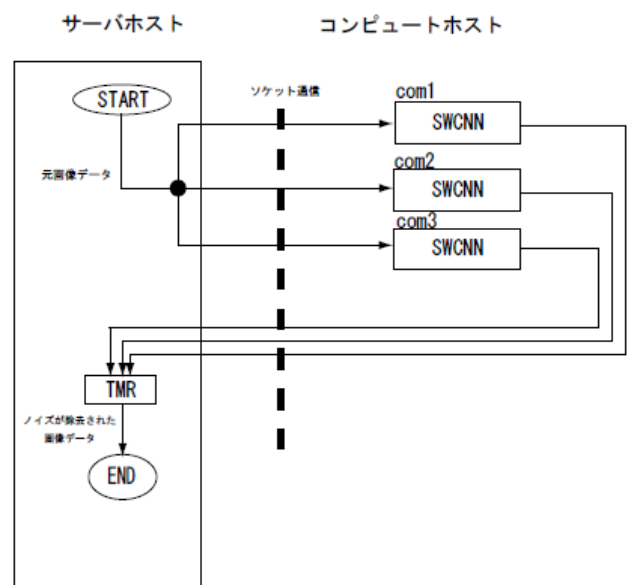 サーバホスト
コンピュートホスト
START
ソケット通信
com1
SWCNN
元画像データ
com2
SWCNN
com3
SWCNN
TMR
ノイズが除去された
画像データ
END